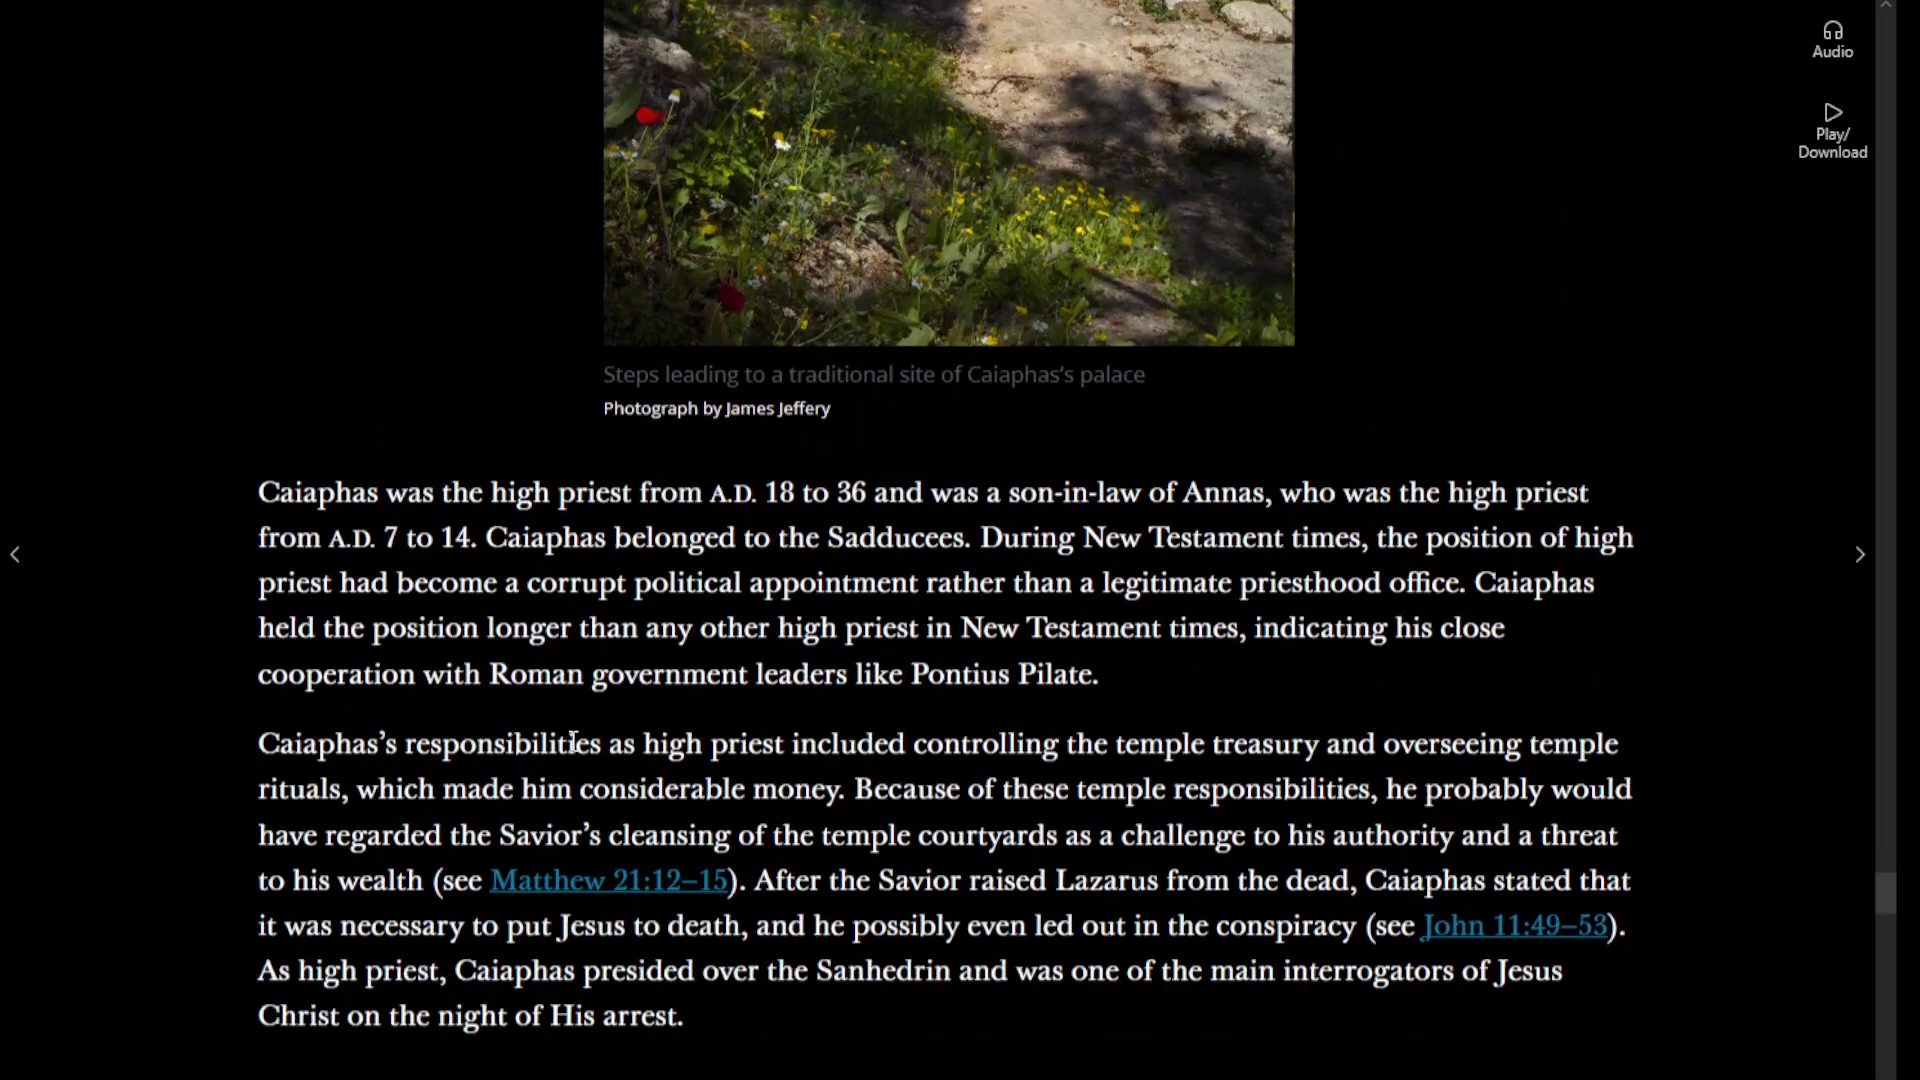 Audio
Play/
Download
Steps leading to a traditional site of Caiaphas’s palace
Photograph by James Jeffery
Caiaphas was the high priest from A.D. 18 to 36 and was a son-in-law of Annas, who was the high priest
from A.D. 7 to 14. Caiaphas belonged to the Sadducees. During New Testament times, the position of high
priest had become a corrupt political appointment rather than a legitimate priesthood office. Caiaphas
held the position longer than any other high priest in New Testament times, indicating his close
cooperation with Roman government leaders like Pontius Pilate.
Caiaphas’s responsibilities as high priest included controlling the temple treasury and overseeing temple
rituals, which made him considerable money. Because of these temple responsibilities, he probably would
have regarded the Savior’s cleansing of the temple courtyards as a challenge to his authority and a threat
to his wealth (see Matthew 21:12–15). After the Savior raised Lazarus from the dead, Caiaphas stated that
it was necessary to put Jesus to death, and he possibly even led out in the conspiracy (see John 11:49–53).
As high priest, Caiaphas presided over the Sanhedrin and was one of the main interrogators of Jesus
Christ on the night of His arrest.